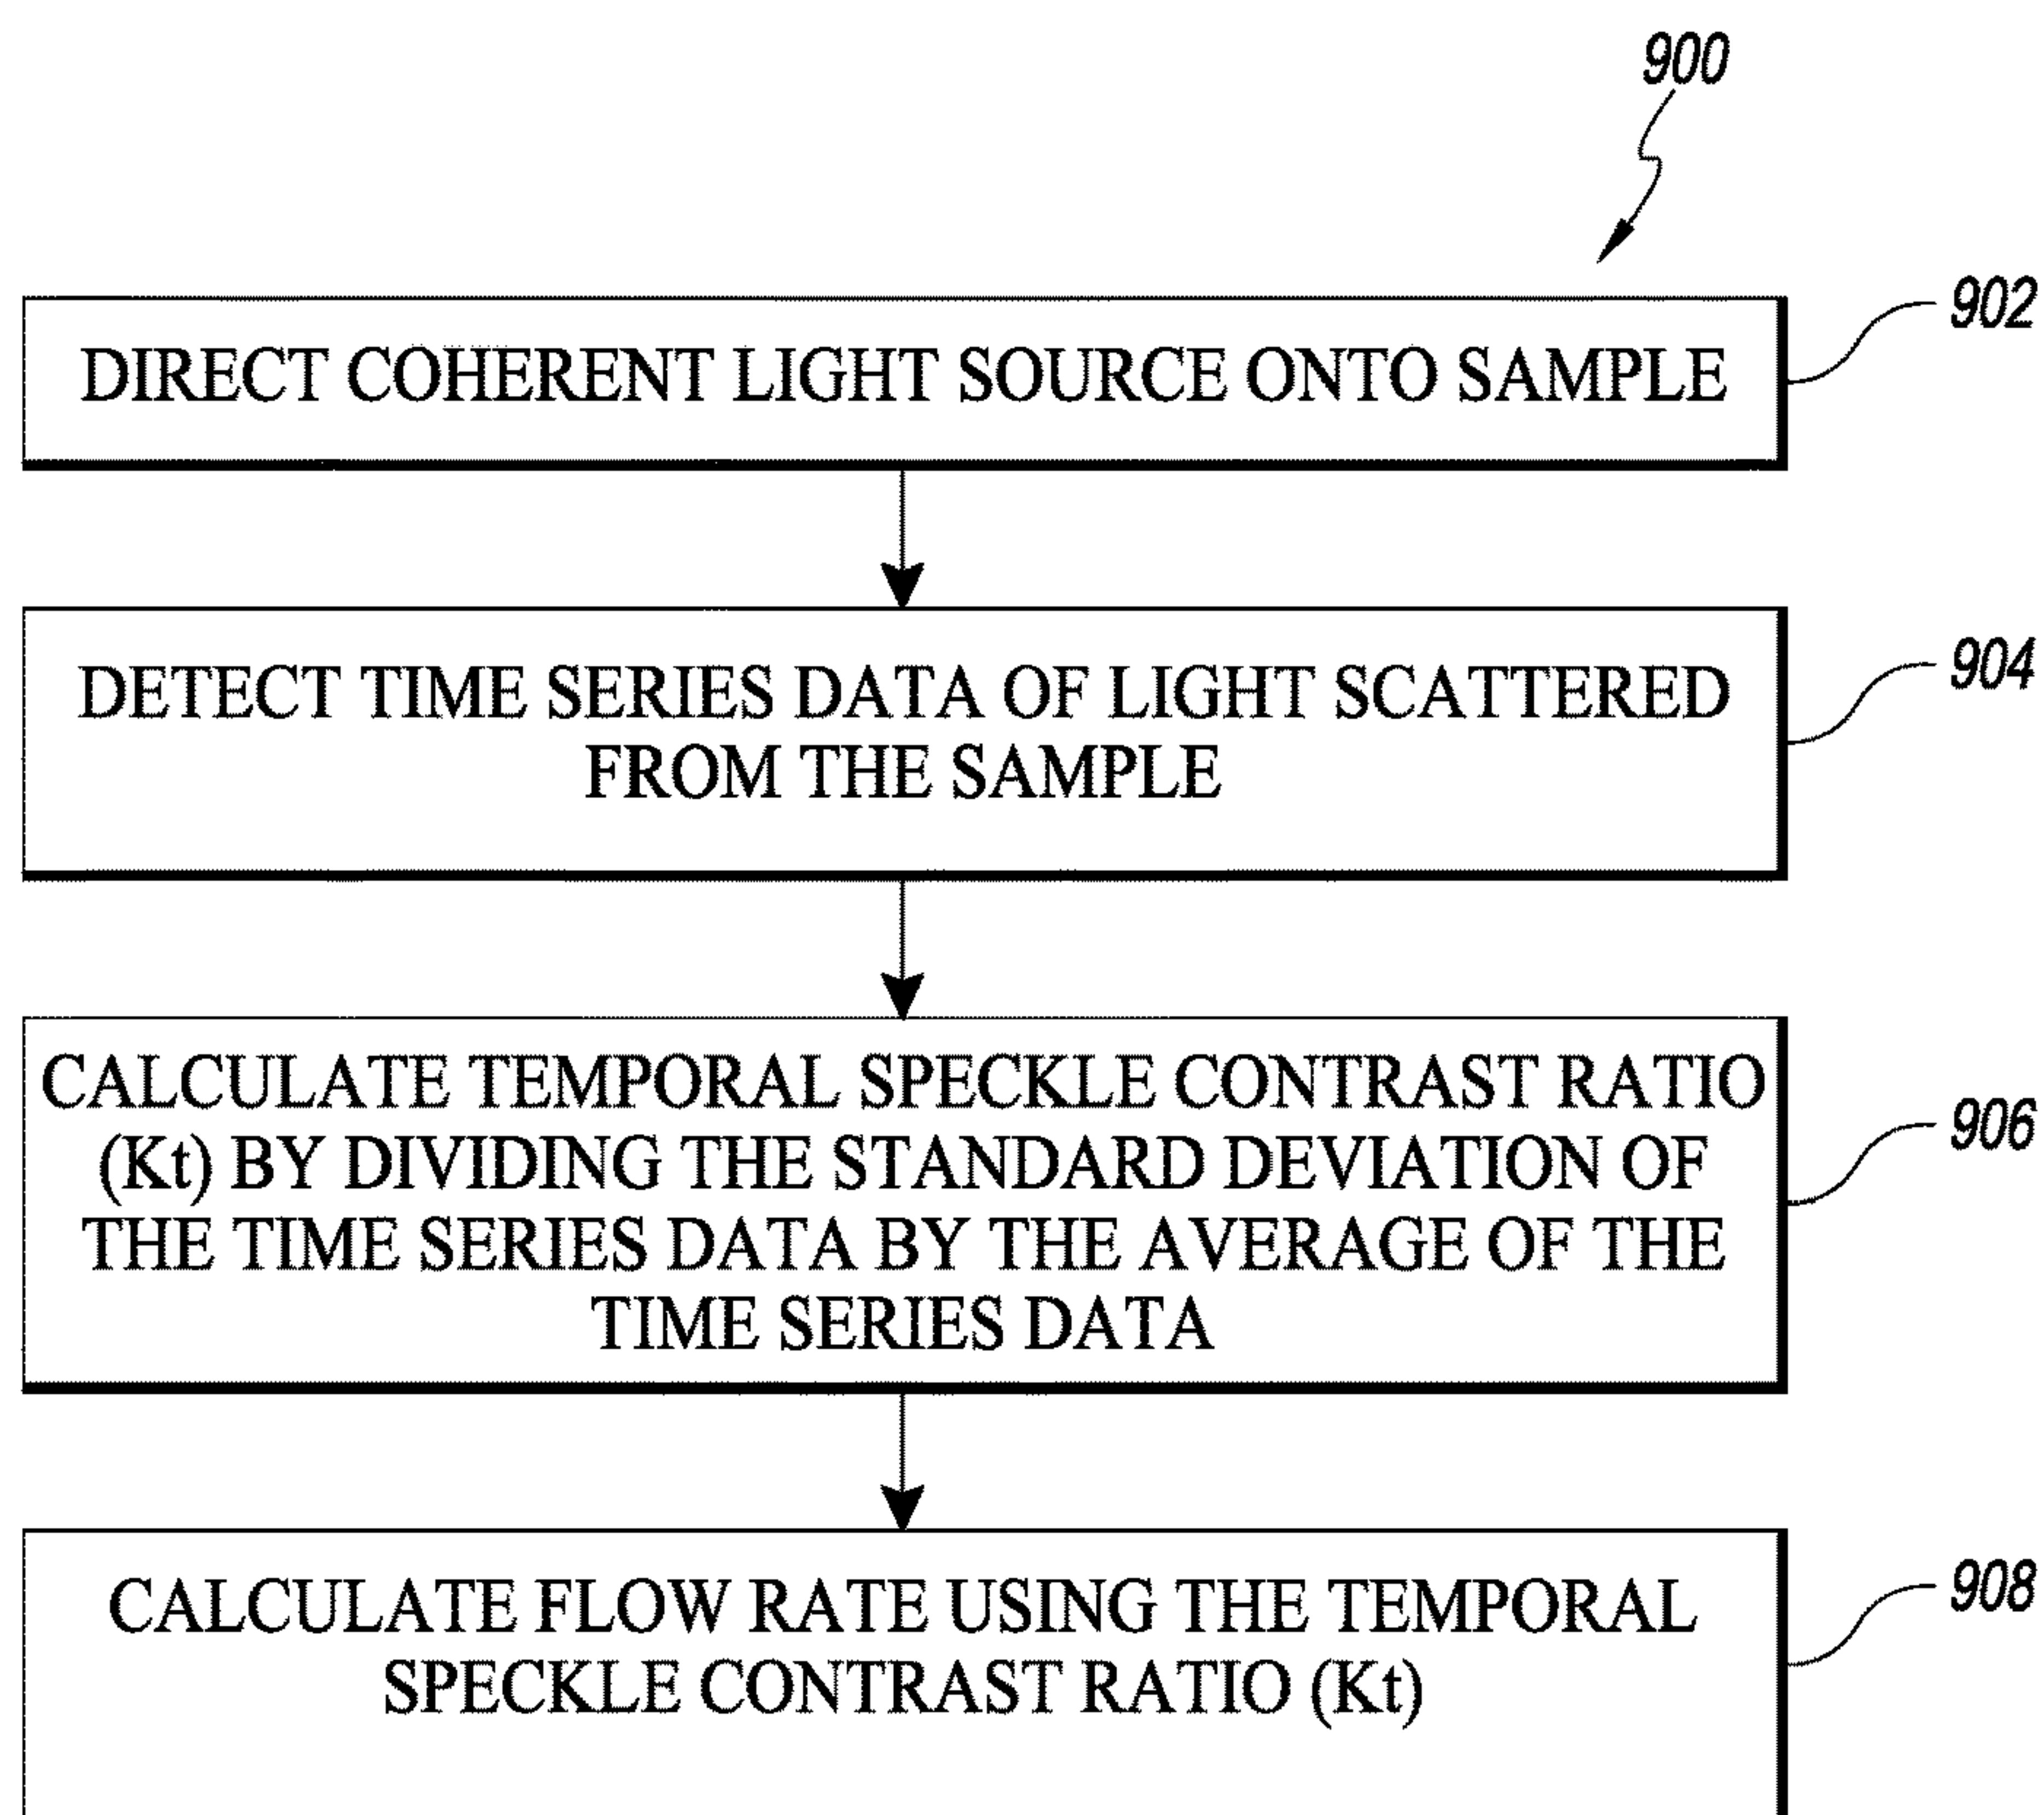 900
902
DIRECT COHERENT LIGHT SOURCE ONTO SAMPLE
904
DETECT TIME SERIES DATA OF LIGHT SCATTERED
FROM THE SAMPLE
906
CALCULATE TEMPORAL SPECKLE CONTRAST RATIO
(Kt) BY DIVIDING THE STANDARD DEVIATION OF
THE TIME SERIES DATA BY THE AVERAGE OF THE
TIME SERIES DATA
908
CALCULATE FLOW RATE USING THE TEMPORAL
SPECKLE CONTRAST RATIO (Kt)